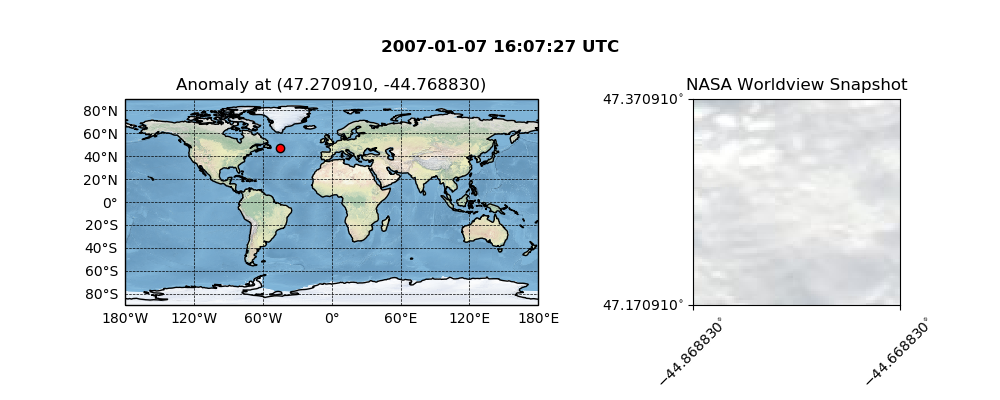 2007-01-07 16:07:27 UTC
Anomaly at (47.270910, -44.768830)
80°N
60°N
40°N
20°N
0°
20°S
40°S
60°S
80°S
180°W 120°W 60°W 0° 60°E 120°E 180°E
NASA Worldview Snapshot
47.370910°
47.170910°
−44.868830°
−44.668830°